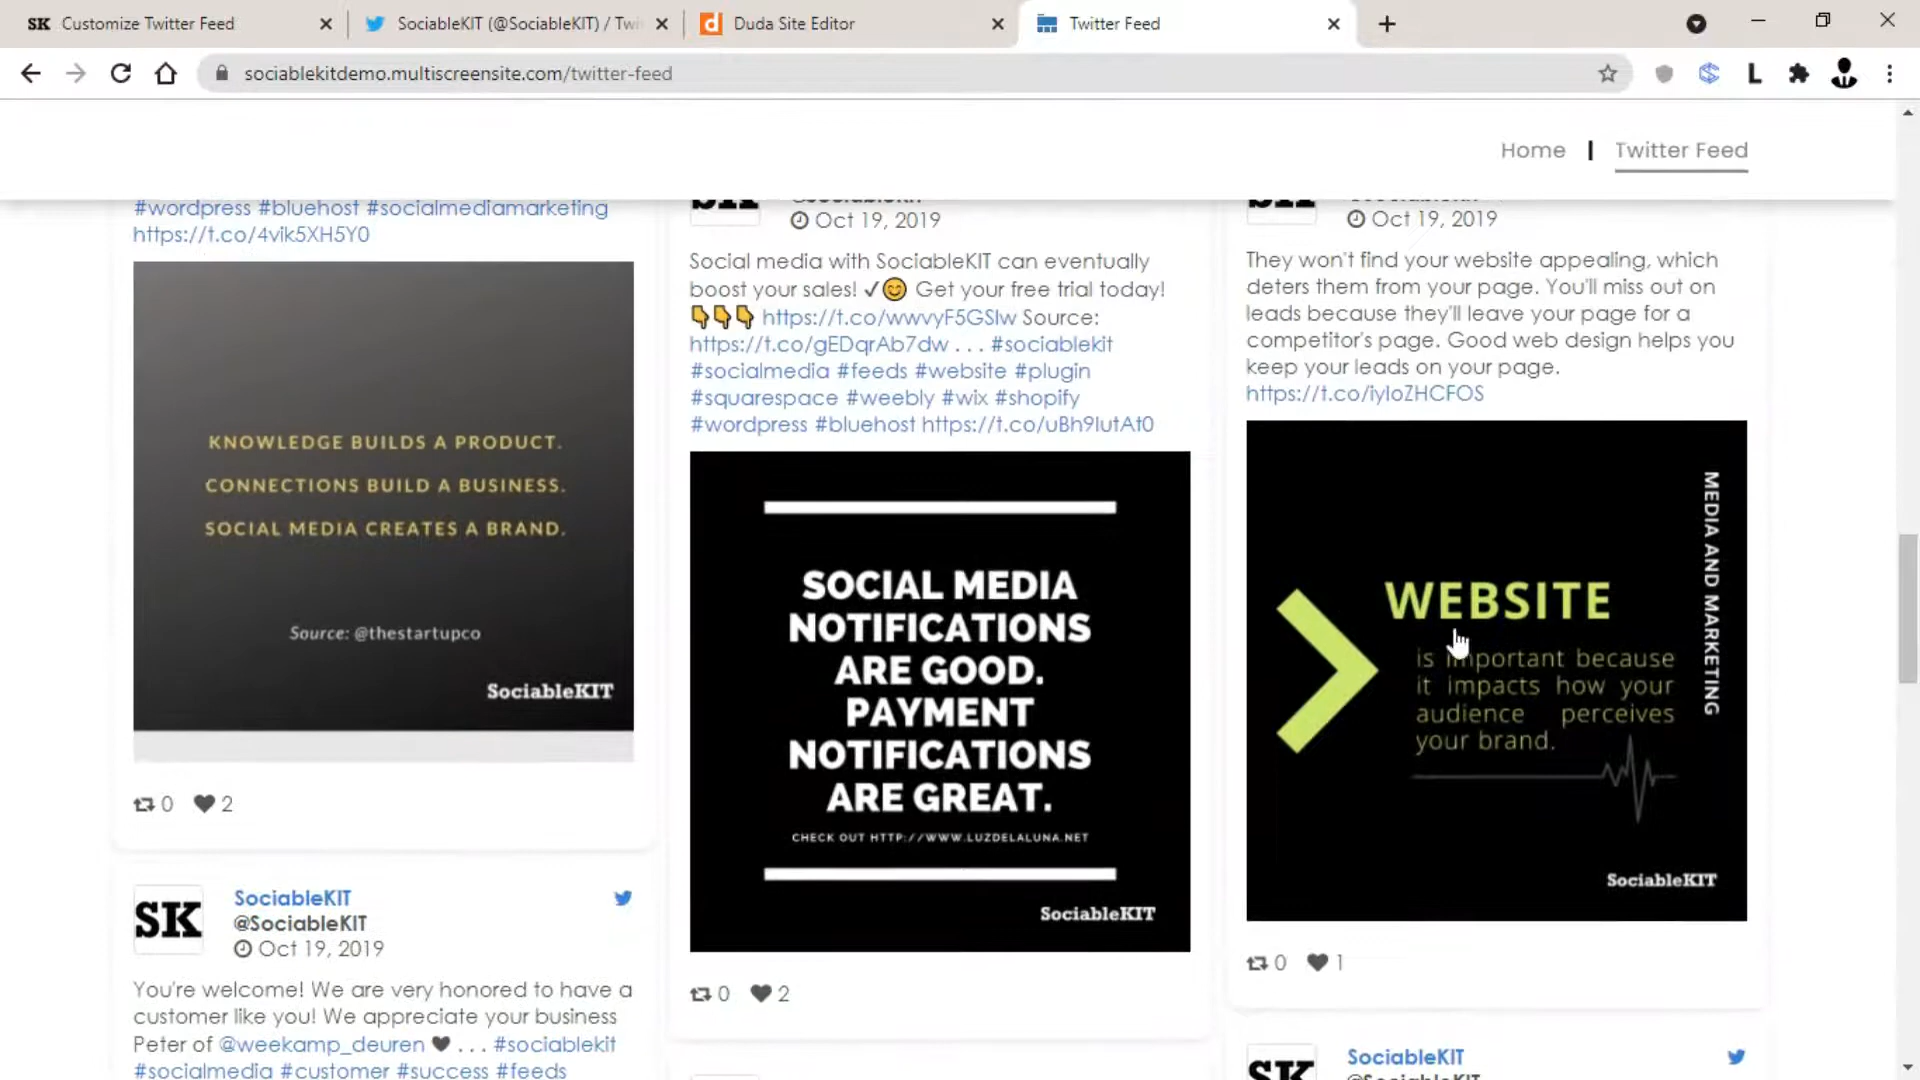 SK Customize Twitter Feed
SociableKIT (@SociableKIT) / Twi
Duda Site Editor
Twitter Feed
sociablekitdemo.multiscreensite.com/twitter-feed
Home | Twitter Feed
#wordpress #bluehost #socialmediamarketing
https://t.co/4vik5XH5Y0
KNOWLEDGE BUILDS A PRODUCT.
CONNECTIONS BUILD A BUSINESS.
SOCIAL MEDIA CREATES A BRAND.
Source: @thestartupco
SociableKIT
0 2
SK
SociableKIT
@SociableKIT
Oct 19, 2019
You're welcome! We are very honored to have a
customer like you! We appreciate your business
Peter of @weekamp_deuren ♥ . . . #sociablekit
#socialmedia #customer #success #feeds
Oct 19, 2019
Social media with SociableKIT can eventually
boost your sales! ✓😊 Get your free trial today!
👇👇👇 https://t.co/wwvyF5GSIw Source:
https://t.co/gEDqrAb7dw . . . #sociablekit
#socialmedia #feeds #website #plugin
#squarespace #weebly #wix #shopify
#wordpress #bluehost https://t.co/uBh9IutAt0
SOCIAL MEDIA
NOTIFICATIONS
ARE GOOD.
PAYMENT
NOTIFICATIONS
ARE GREAT.
CHECK OUT HTTP://WWW.LUZDELALUNA.NET
SociableKIT
0 2
Oct 19, 2019
They won't find your website appealing, which
deters them from your page. You'll miss out on
leads because they'll leave your page for a
competitor's page. Good web design helps you
keep your leads on your page.
https://t.co/iyIoZHCFOS
MEDIA AND MARKETING
WEBSITE
is important because
it impacts how your
audience perceives
your brand.
SociableKIT
0 1
SK
SociableKIT